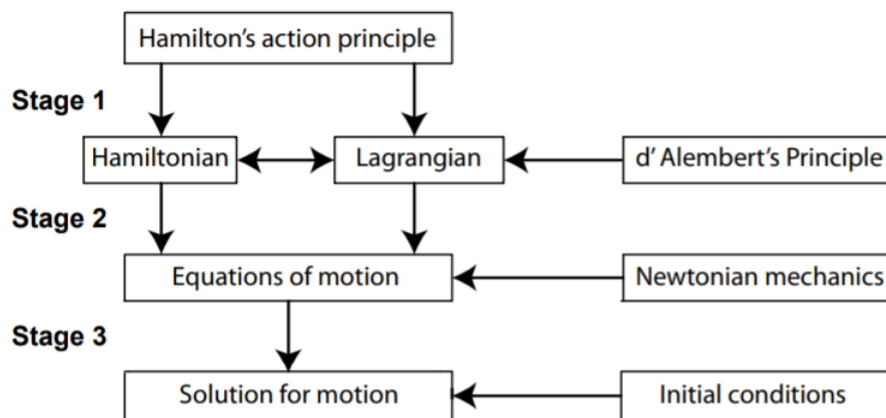 Hamilton's action principle
Stage 1
Hamiltonian
Lagrangian
d' Alembert's Principle
Stage 2
Equations of motion
Newtonian mechanics
Stage 3
Solution for motion
Initial conditions